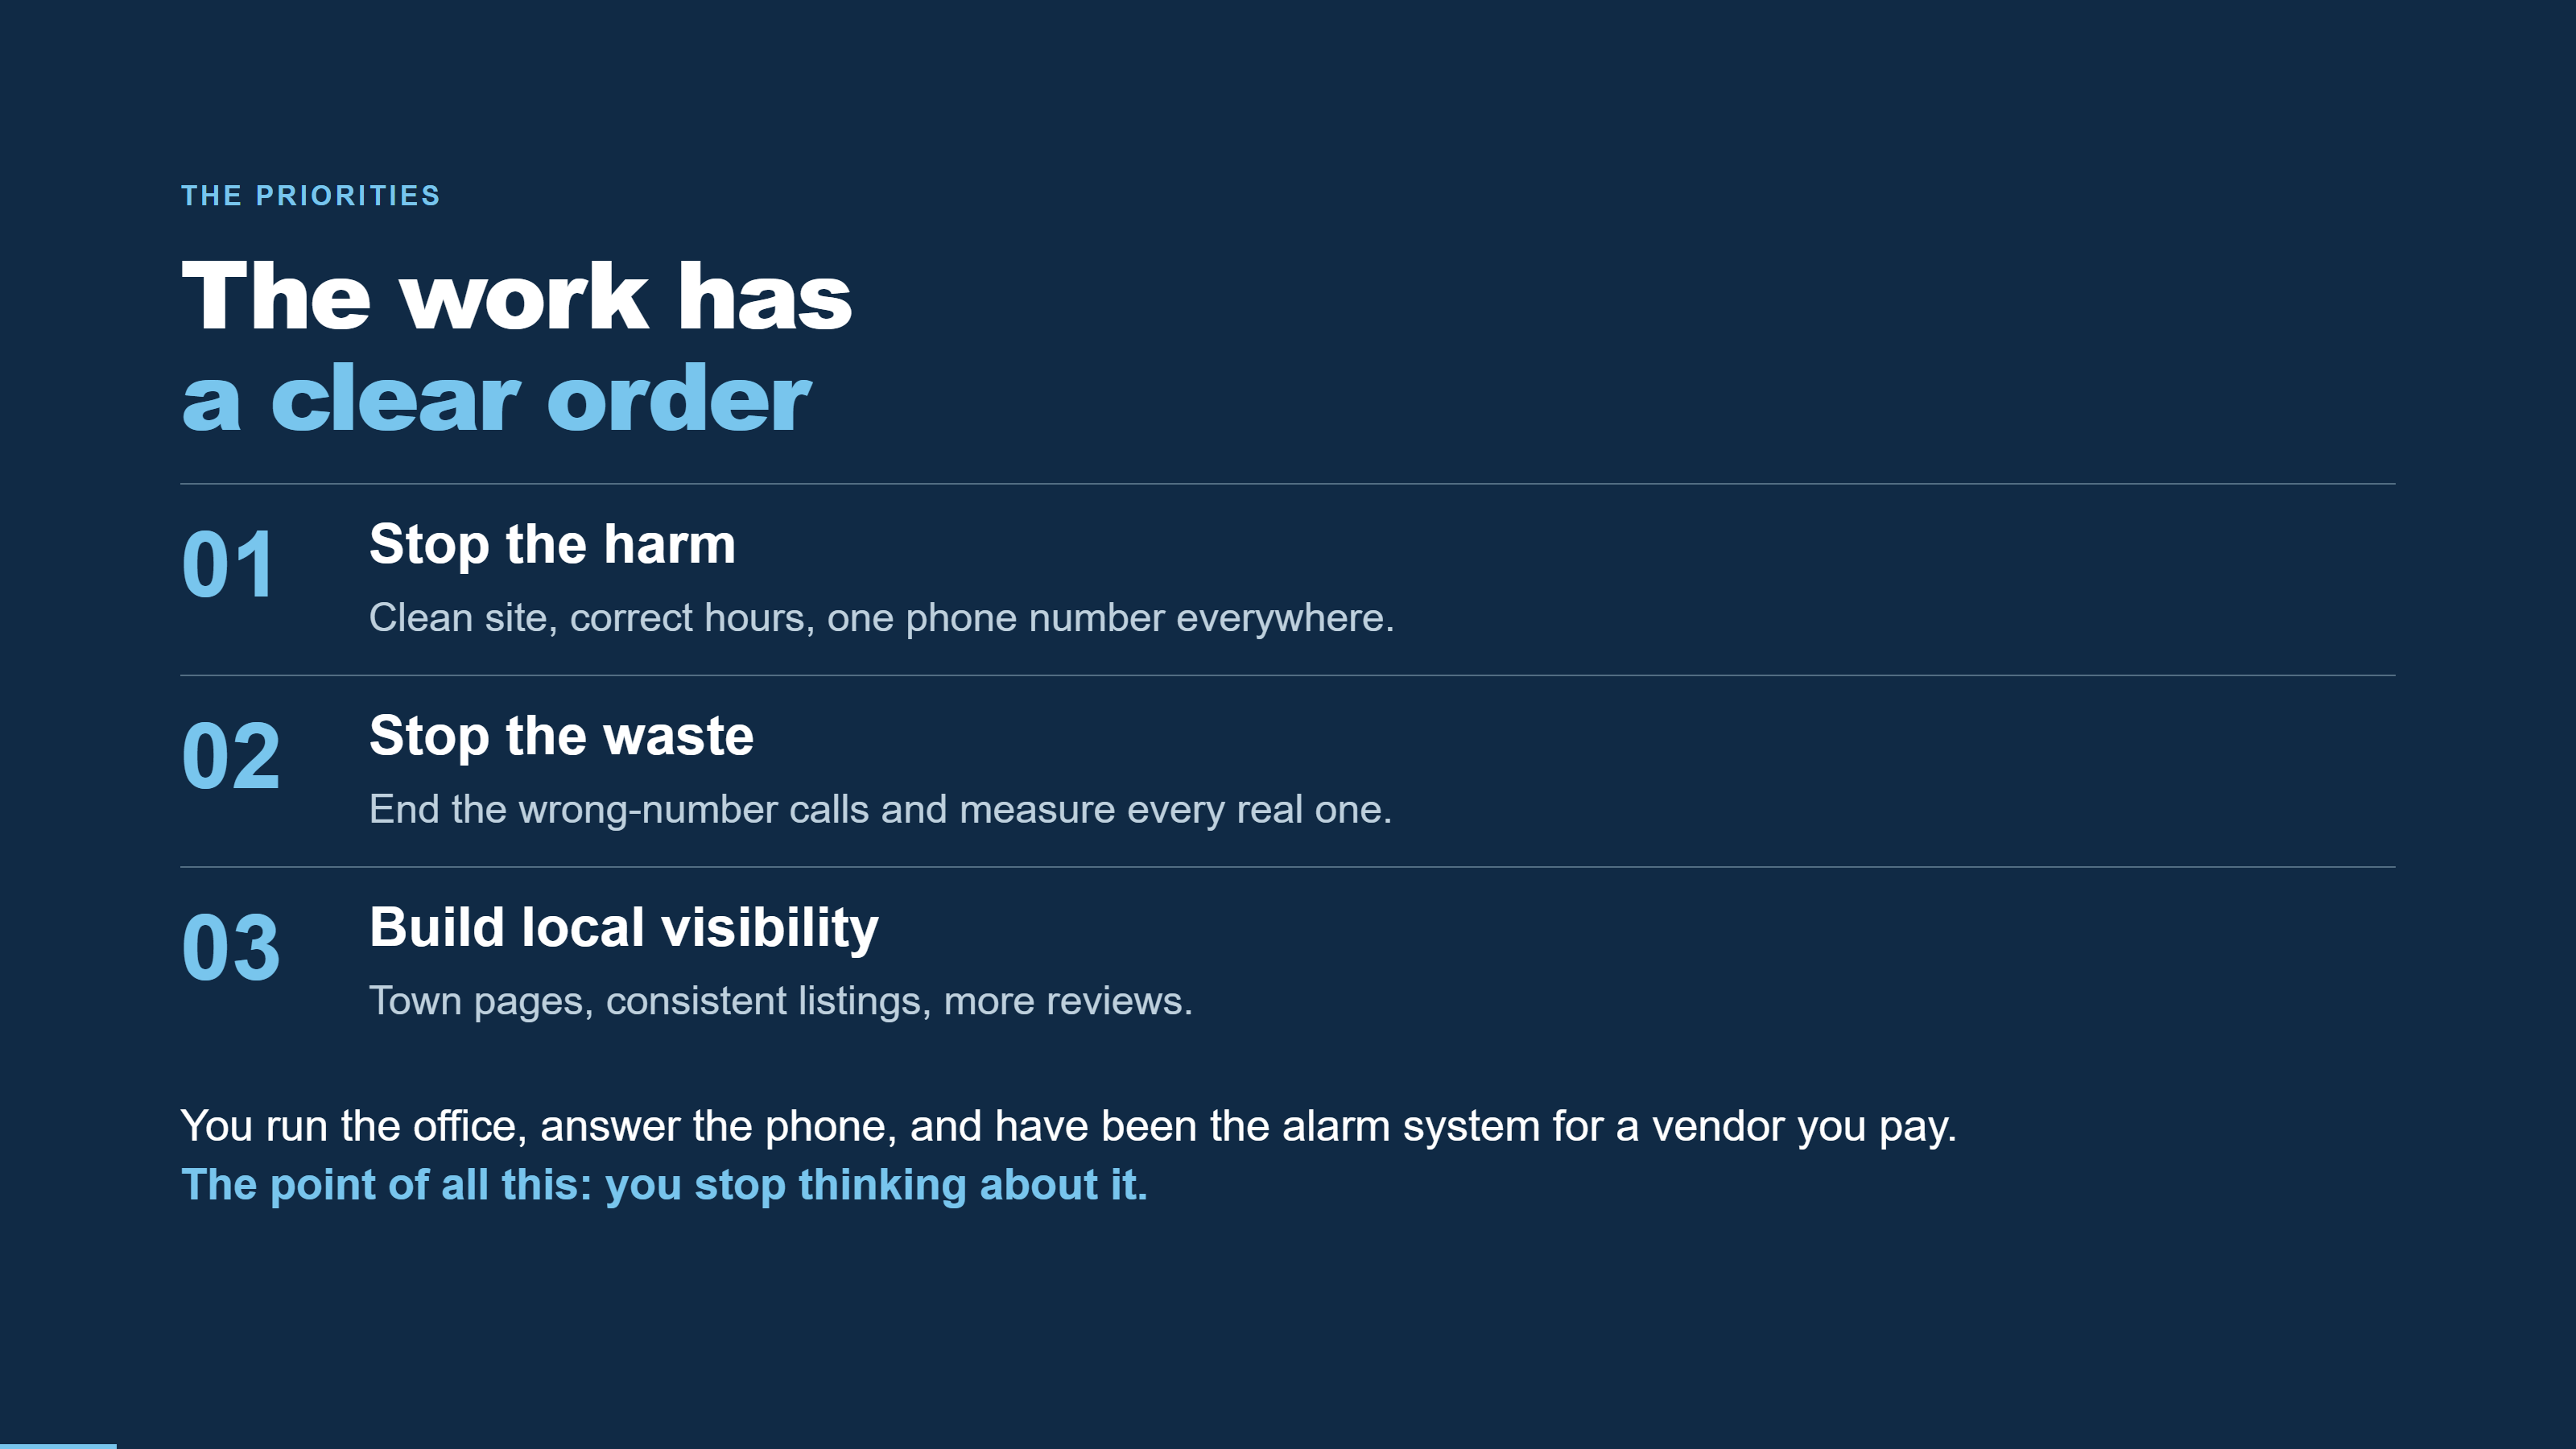 THE PRIORITIES
The work has
a clear order
01
Stop the harm
Clean site, correct hours, one phone number everywhere.
02
Stop the waste
End the wrong-number calls and measure every real one.
03
Build local visibility
Town pages, consistent listings, more reviews.
You run the office, answer the phone, and have been the alarm system for a vendor you pay.
The point of all this: you stop thinking about it.